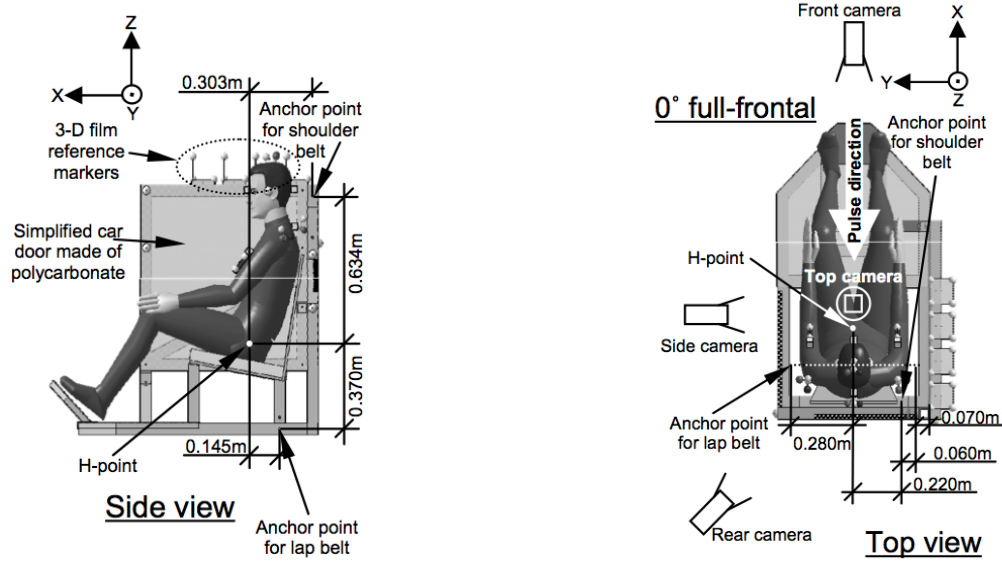 Z
X
Y
0.303m
3-D film
reference
markers
Anchor point
for shoulder
belt
Simplified car
door made of
polycarbonate
0.634m
0.370m
0.145m
H-point
Side view
Anchor point
for lap belt
Front camera
X
Y
Z
0˚ full-frontal
Anchor point
for shoulder
belt
Pulse direction
H-point
Top camera
Side camera
Anchor point
for lap belt
0.280m
0.070m
0.060m
0.220m
Rear camera
Top view